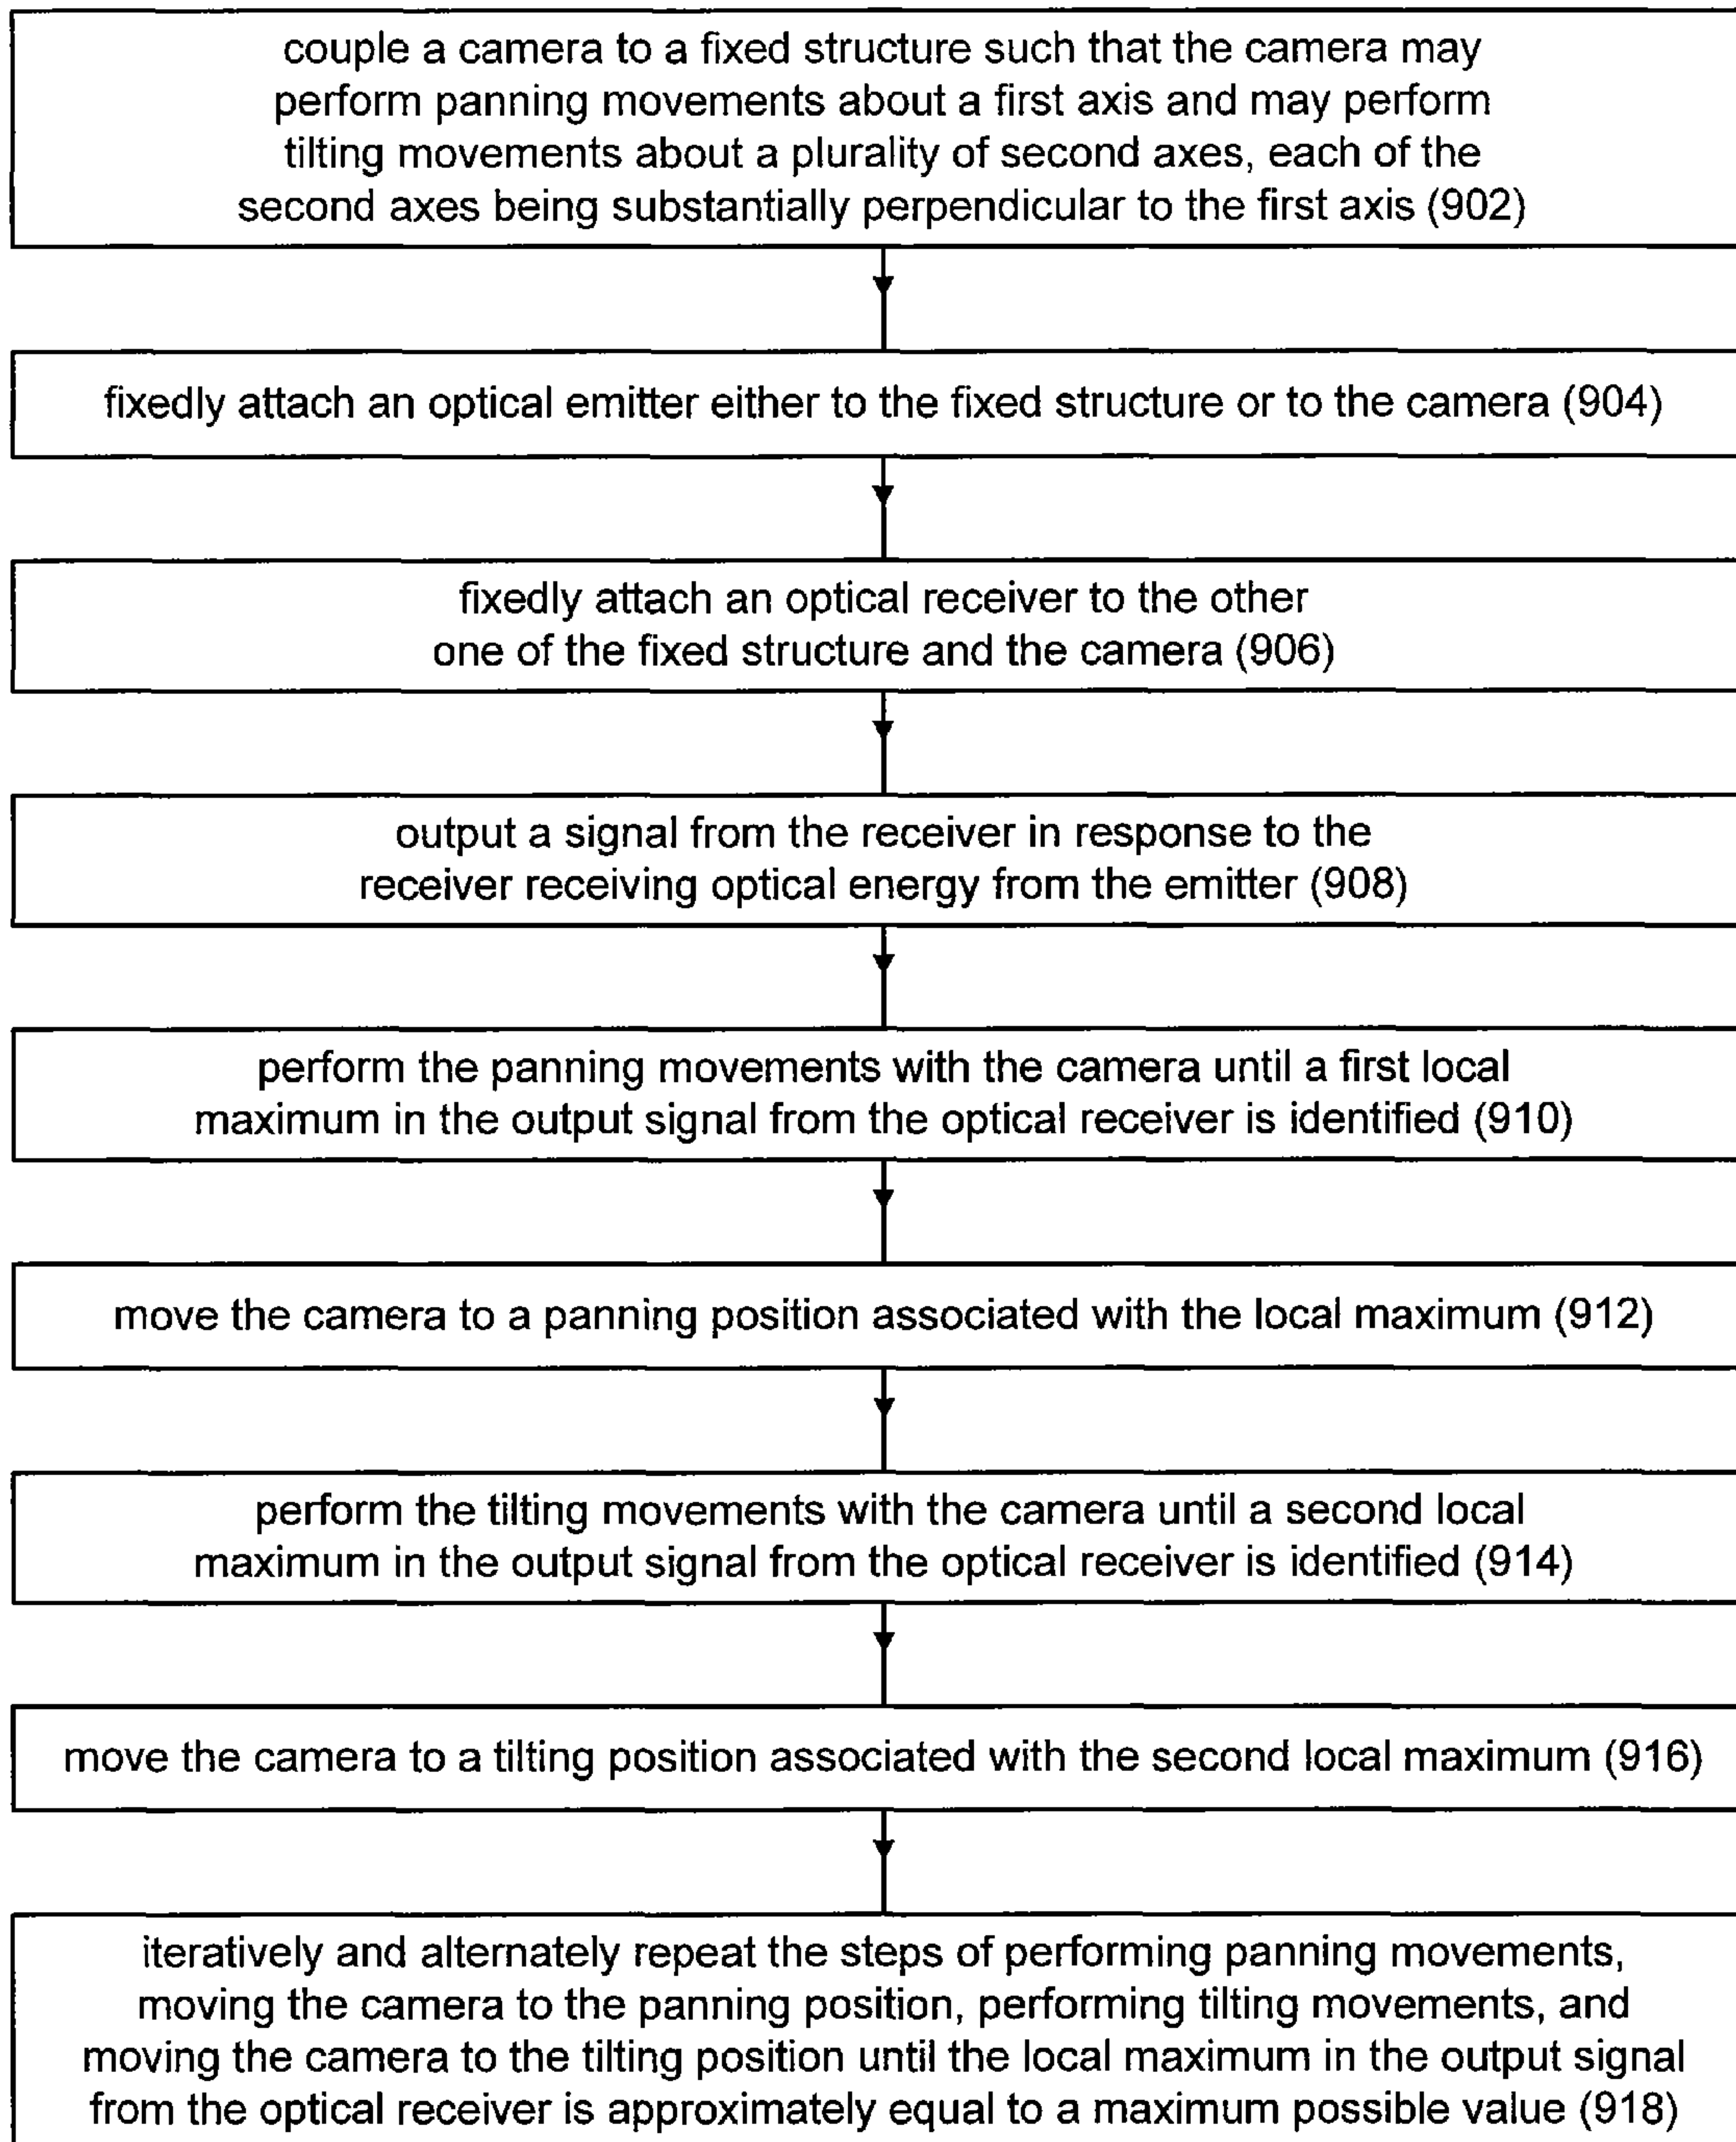 couple a camera to a fixed structure such that the camera may
perform panning movements about a first axis and may perform
tilting movements about a plurality of second axes, each of the
second axes being substantially perpendicular to the first axis (902)
fixedly attach an optical emitter either to the fixed structure or to the camera (904)
fixedly attach an optical receiver to the other
one of the fixed structure and the camera (906)
output a signal from the receiver in response to the
receiver receiving optical energy from the emitter (908)
perform the panning movements with the camera until a first local
maximum in the output signal from the optical receiver is identified (910)
move the camera to a panning position associated with the local maximum (912)
perform the tilting movements with the camera until a second local
maximum in the output signal from the optical receiver is identified (914)
move the camera to a tilting position associated with the second local maximum (916)
iteratively and alternately repeat the steps of performing panning movements,
moving the camera to the panning position, performing tilting movements, and
moving the camera to the tilting position until the local maximum in the output signal
from the optical receiver is approximately equal to a maximum possible value (918)